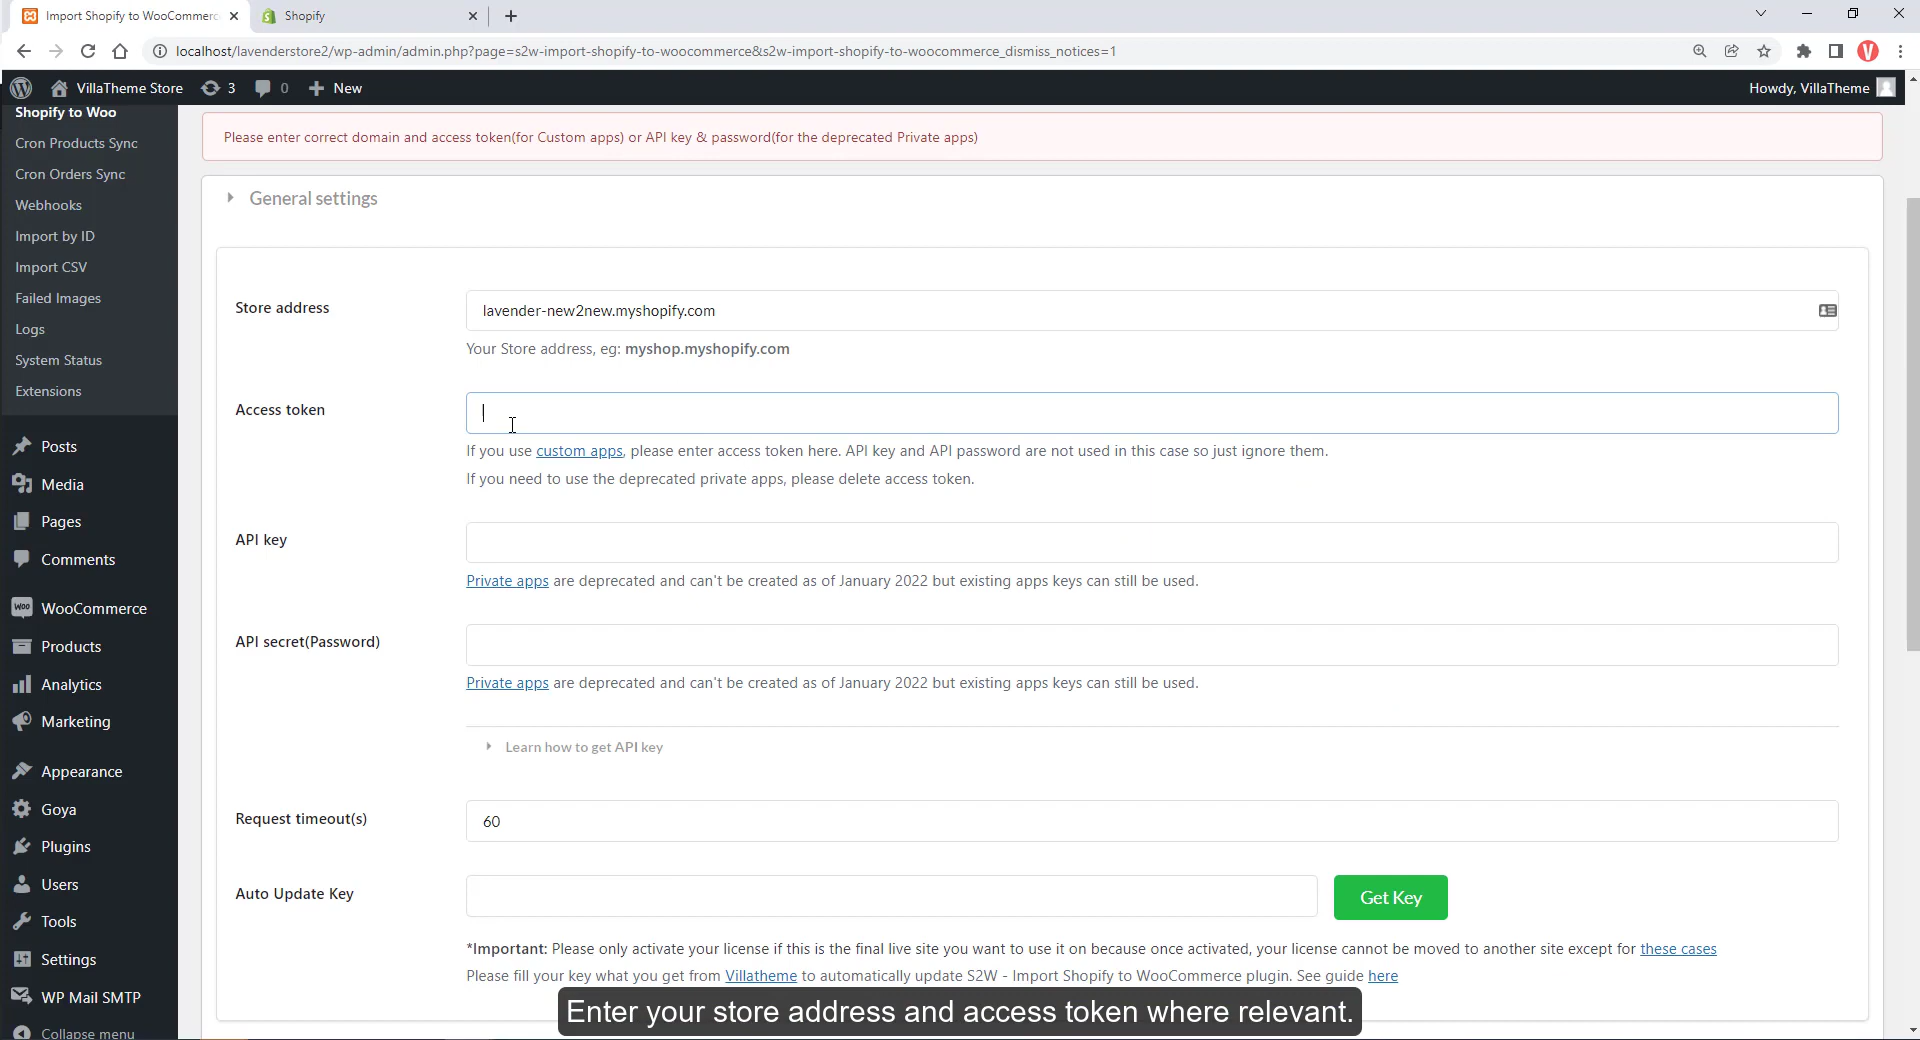 Import Shopify to WooCommerc
Shopify
localhost/lavenderstore2/wp-admin/admin.php?page=s2w-import-shopify-to-woocommerce&s2w-import-shopify-to-woocommerce_dismiss_notices=1
V
VillaTheme Store
3
0
New
Howdy, VillaTheme
Shopify to Woo
Cron Products Sync
Cron Orders Sync
Webhooks
Import by ID
Import CSV
Failed Images
Logs
System Status
Extensions
Posts
Media
Pages
Comments
WOO WooCommerce
Products
Analytics
Marketing
Appearance
Goya
Plugins
Users
Tools
Settings
WP Mail SMTP
Collapse menu
Please enter correct domain and access token(for Custom apps) or API key & password(for the deprecated Private apps)
General settings
Store address
lavender-new2new.myshopify.com
Your Store address, eg: myshop.myshopify.com
Access token
If you use custom apps, please enter access token here. API key and API password are not used in this case so just ignore them.
If you need to use the deprecated private apps, please delete access token.
API key
Private apps are deprecated and can't be created as of January 2022 but existing apps keys can still be used.
API secret(Password)
Private apps are deprecated and can't be created as of January 2022 but existing apps keys can still be used.
Learn how to get API key
Request timeout(s)
60
Auto Update Key
Get Key
*Important: Please only activate your license if this is the final live site you want to use it on because once activated, your license cannot be moved to another site except for these cases
Please fill your key what you get from Villatheme to automatically update S2W - Import Shopify to WooCommerce plugin. See guide here
Enter your store address and access token where relevant.